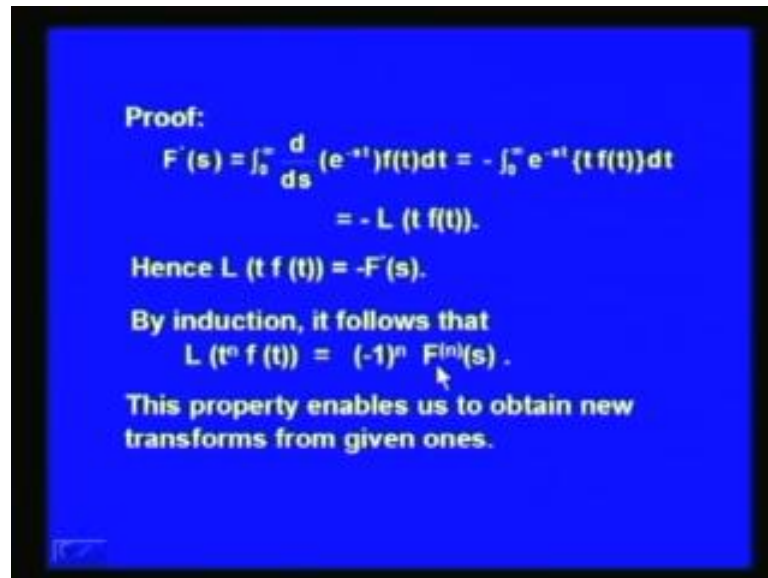 Proof:
F´(s) = ∫₀^∞ d/ds (e^-st)f(t)dt = - ∫₀^∞ e^-st {t f(t)}dt
= - L (t f(t)).
Hence L (t f (t)) = -F´(s).
By induction, it follows that
L (tⁿ f (t)) = (-1)ⁿ F⁽ⁿ⁾(s) .
This property enables us to obtain new
transforms from given ones.